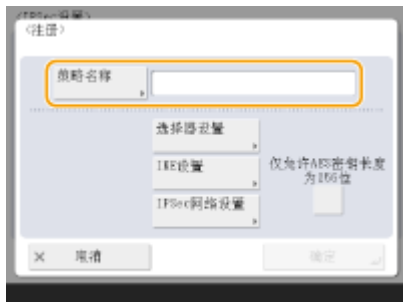 <IPSec设置>
<注册>
策略名称
选择器设置
IKE设置
仅允许AES密钥长度
为256位
IPSec网络设置
× 取消
确定